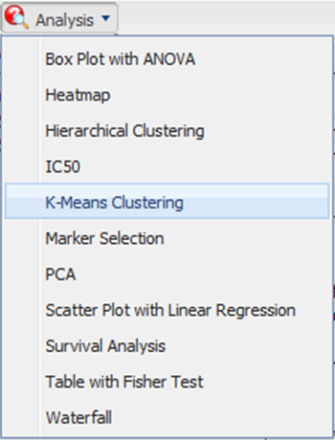 Analysis
Box Plot with ANOVA
Heatmap
Hierarchical Clustering
IC50
K-Means Clustering
Marker Selection
PCA
Scatter Plot with Linear Regression
Survival Analysis
Table with Fisher Test
Waterfall